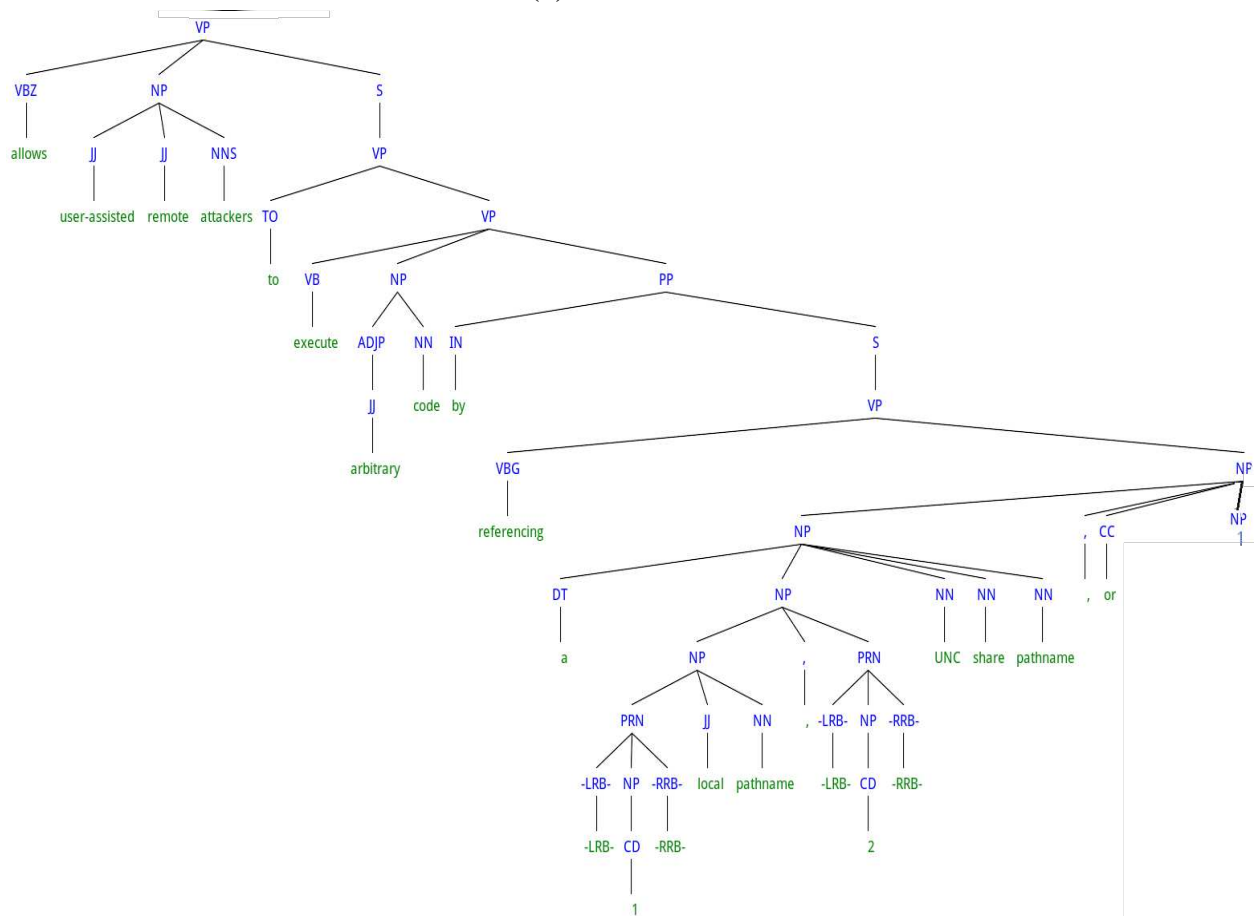 VP
VBZ NP S
allows JJ JJ NNS VP
user-assisted remote attackers TO VP
to VB NP PP
execute ADJP NN IN S
JJ code by VP
arbitrary VBG NP
referencing NP , CC NP
1
DT NP NN NN NN , or
a NP , PRN UNC share pathname
PRN JJ NN , -LRB- NP -RRB-
-LRB- NP -RRB- local pathname -LRB- CD -RRB-
-LRB- CD -RRB- 2
1